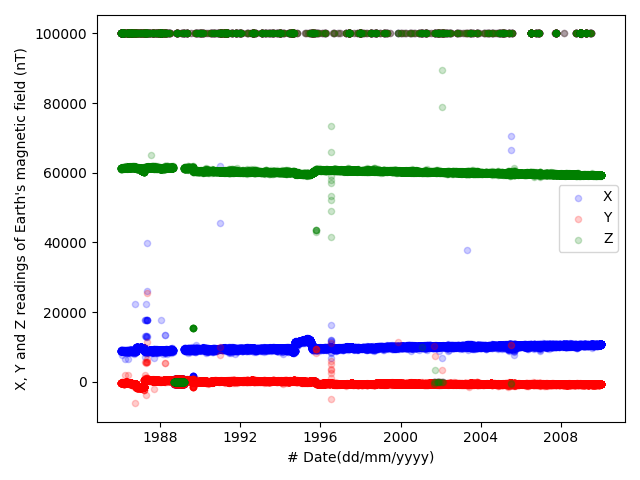 100000
80000
60000
40000
20000
0
X, Y and Z readings of Earth's magnetic field (nT)
X
Y
Z
1988 1992 1996 2000 2004 2008
# Date(dd/mm/yyyy)